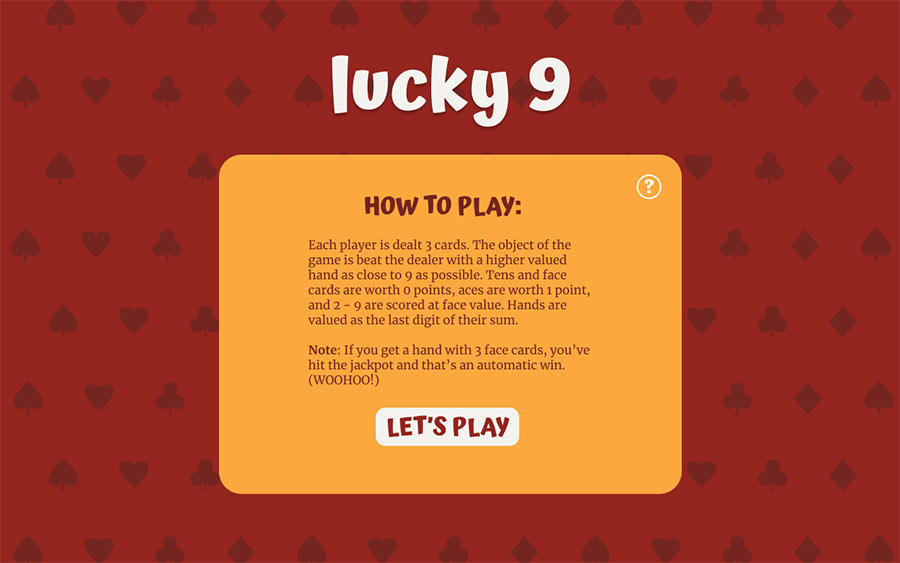 lucky 9
?
HOW TO PLAY:
Each player is dealt 3 cards. The object of the
game is beat the dealer with a higher valued
hand as close to 9 as possible. Tens and face
cards are worth 0 points, aces are worth 1 point,
and 2 - 9 are scored at face value. Hands are
valued as the last digit of their sum.
Note: If you get a hand with 3 face cards, you’ve
hit the jackpot and that’s an automatic win.
(WOOHOO!)
LET'S PLAY